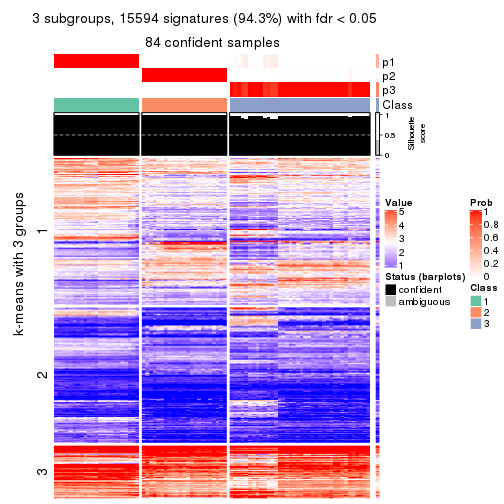 3 subgroups, 15594 signatures (94.3%) with fdr < 0.05
84 confident samples
p1
p2
p3
Class
1
0.5
0
Silhouette
score
k-means with 3 groups
1
2
3
Value
5
4
3
2
1
Status (barplots)
confident
ambiguous
Prob
1
0.8
0.6
0.4
0.2
0
Class
1
2
3